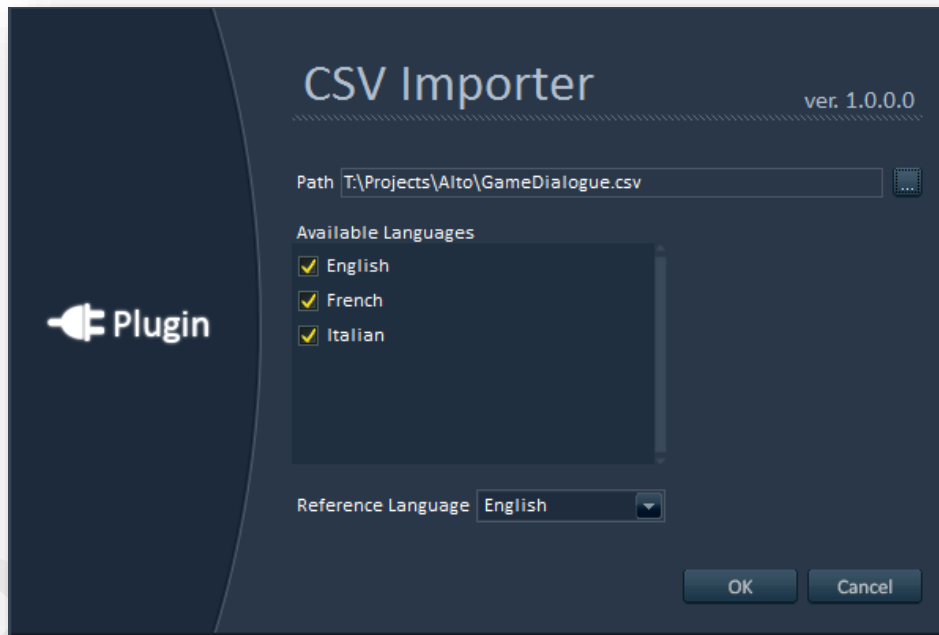 CSV Importer
ver. 1.0.0.0
Path T:\Projects\Alto\GameDialogue.csv ...
Available Languages
English
French
Italian
Plugin
Reference Language English
OK Cancel